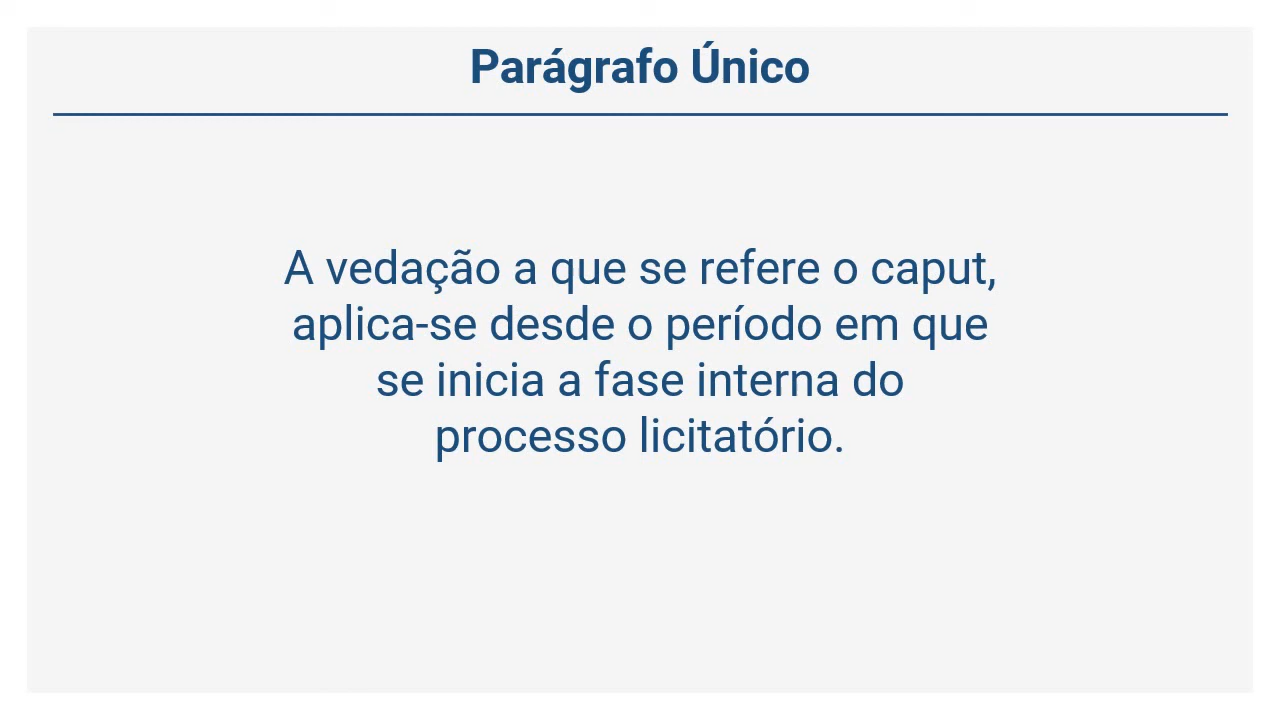 Parágrafo Único
A vedação a que se refere o caput,
aplica-se desde o período em que
se inicia a fase interna do
processo licitatório.